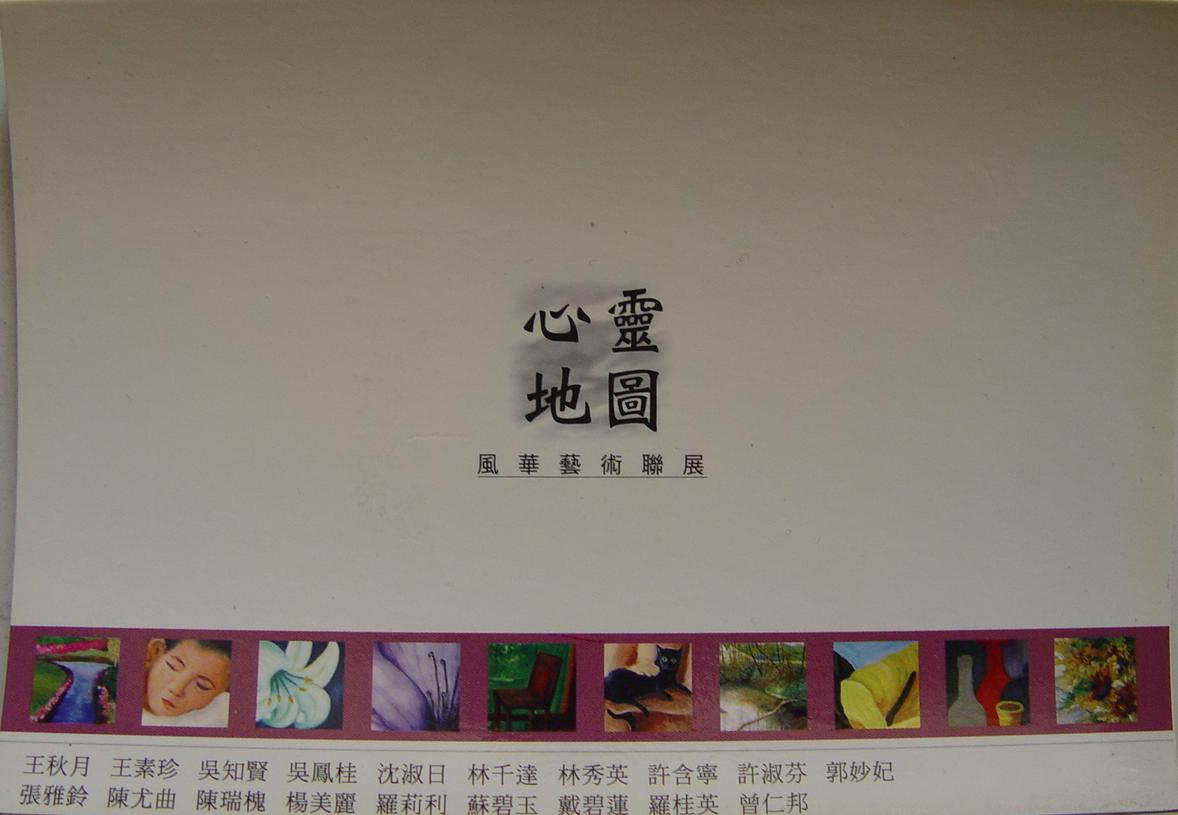 心靈
地圖
風華藝術聯展
王秋月 王素珍 吳知賢 吳鳳桂 沈淑日 林千達 林秀英 許含寧 許淑芬 郭妙妃
張雅鈴 陳尤曲 陳瑞槐 楊美麗 羅莉利 蘇碧玉 戴碧蓮 羅桂英 曾仁邦